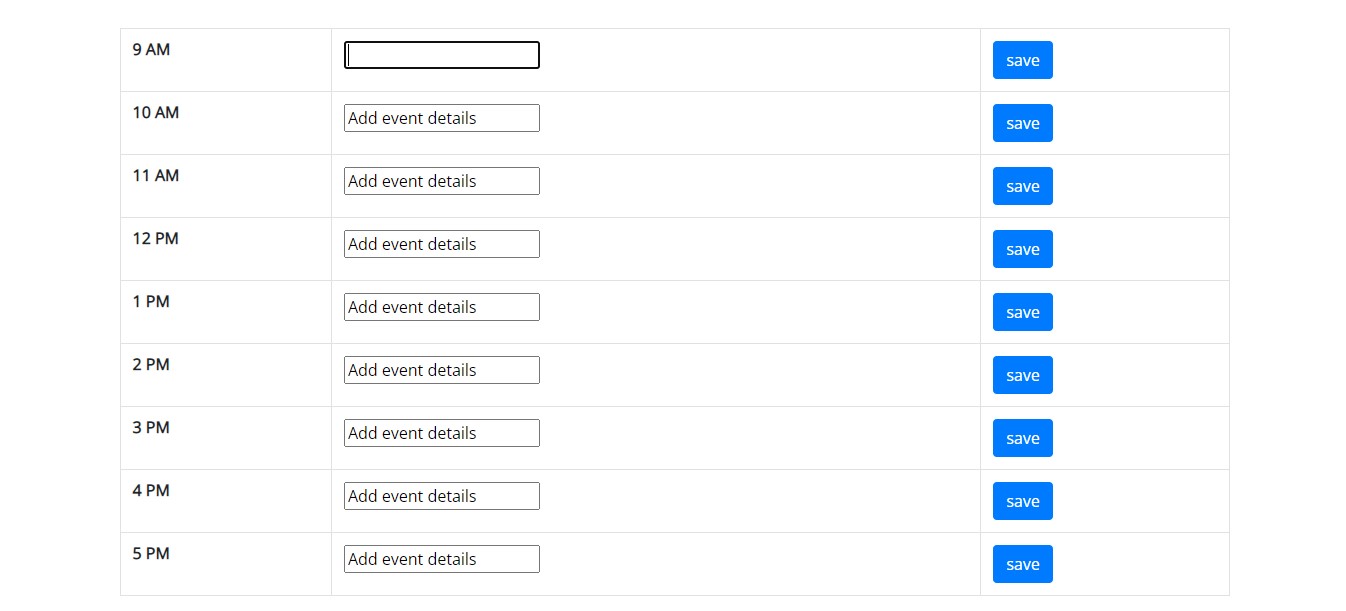 9 AM save
10 AM Add event details save
11 AM Add event details save
12 PM Add event details save
1 PM Add event details save
2 PM Add event details save
3 PM Add event details save
4 PM Add event details save
5 PM Add event details save